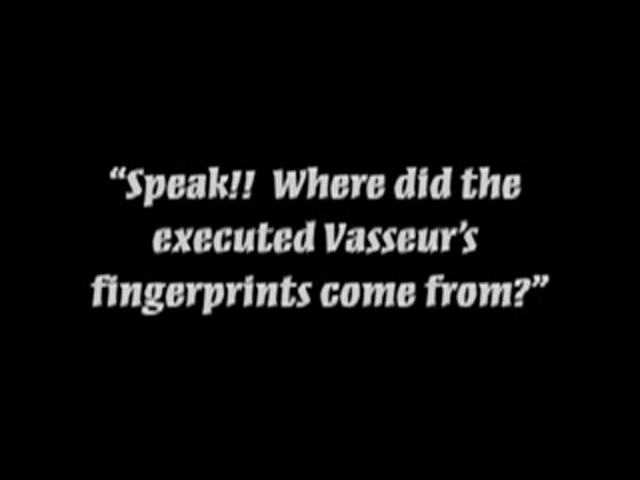 “Speak!! Where did the
executed Vasseur’s
fingerprints come from?”